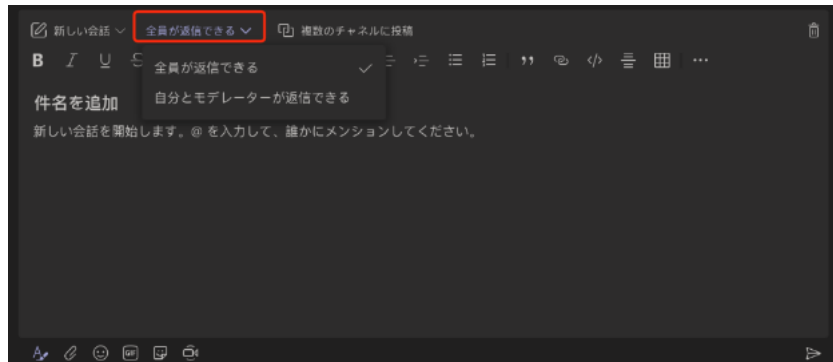 新しい会話 全員が返信できる 複数のチャネルに投稿
B I U S
全員が返信できる
自分とモデレーターが返信できる
件名を追加
新しい会話を開始します。@ を入力して、誰かにメンションしてください。
GIF